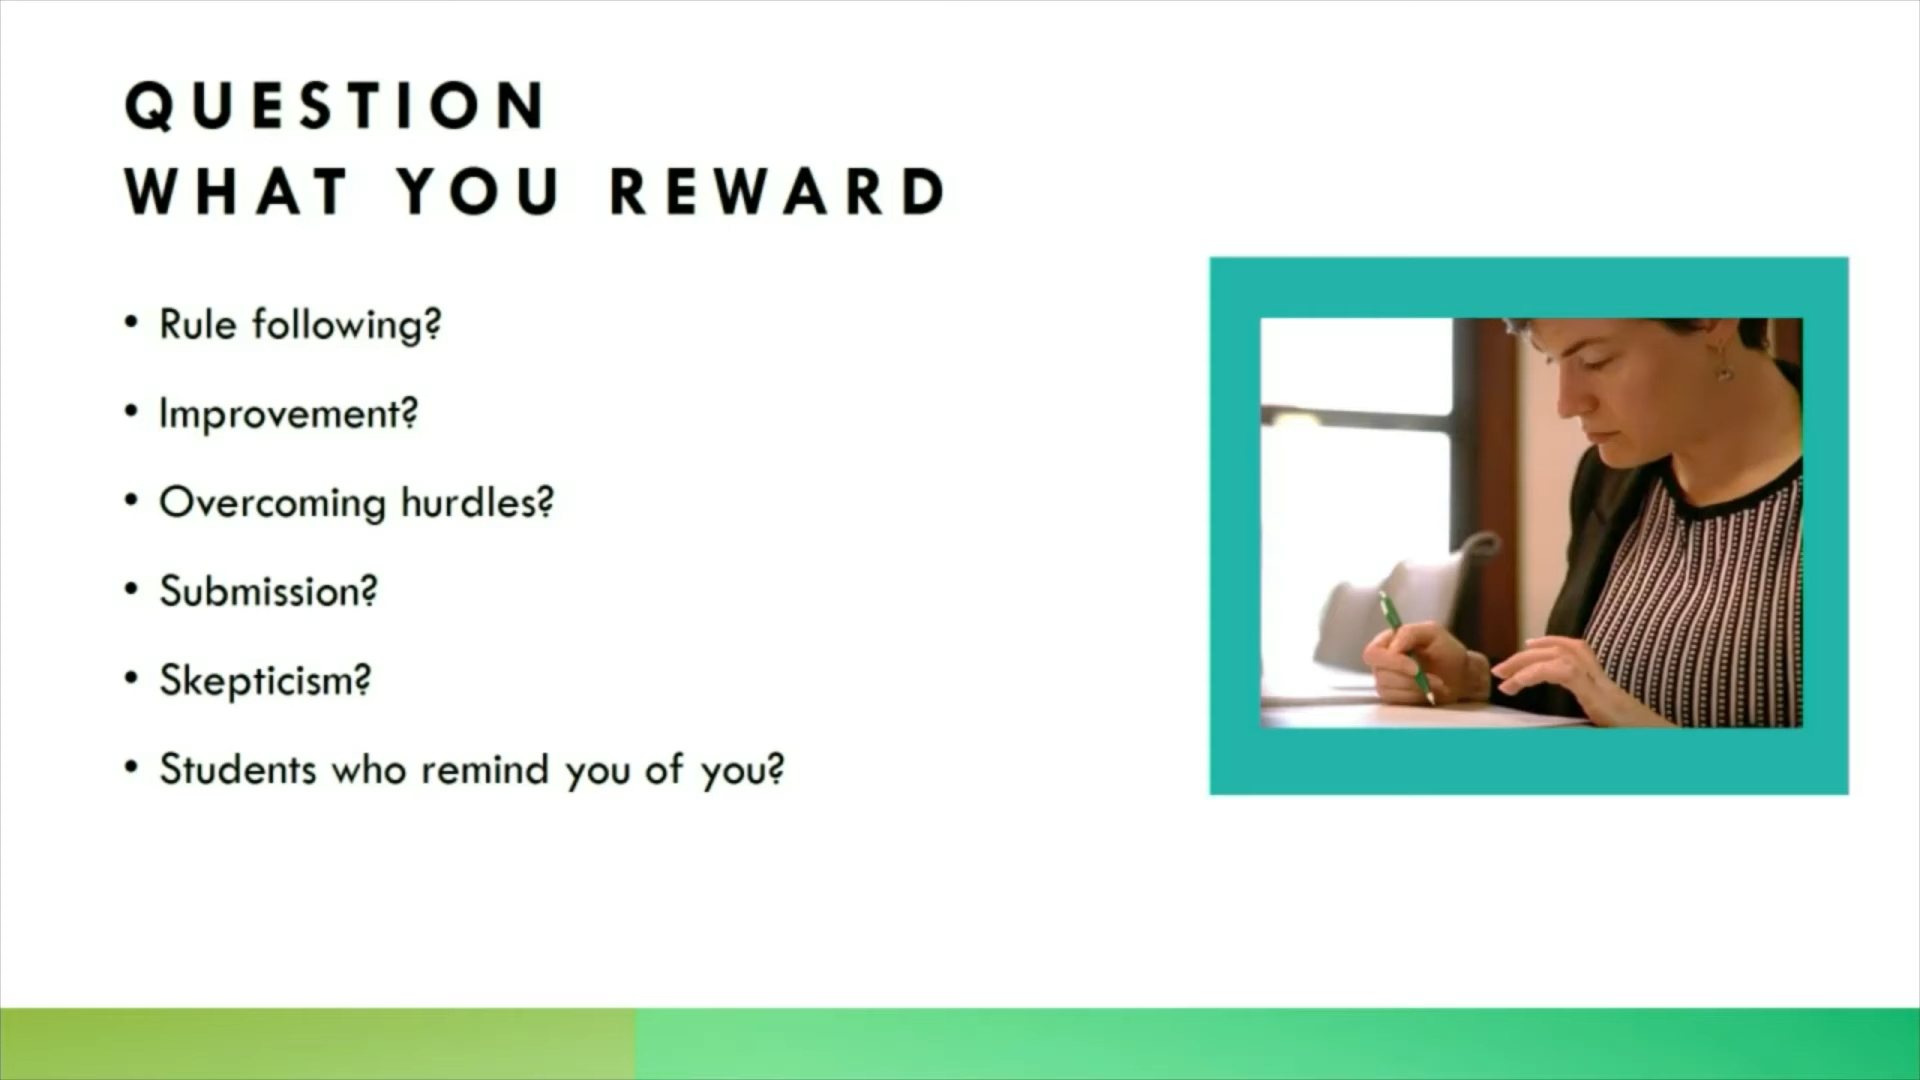 QUESTION
WHAT YOU REWARD
• Rule following?
• Improvement?
• Overcoming hurdles?
• Submission?
• Skepticism?
• Students who remind you of you?